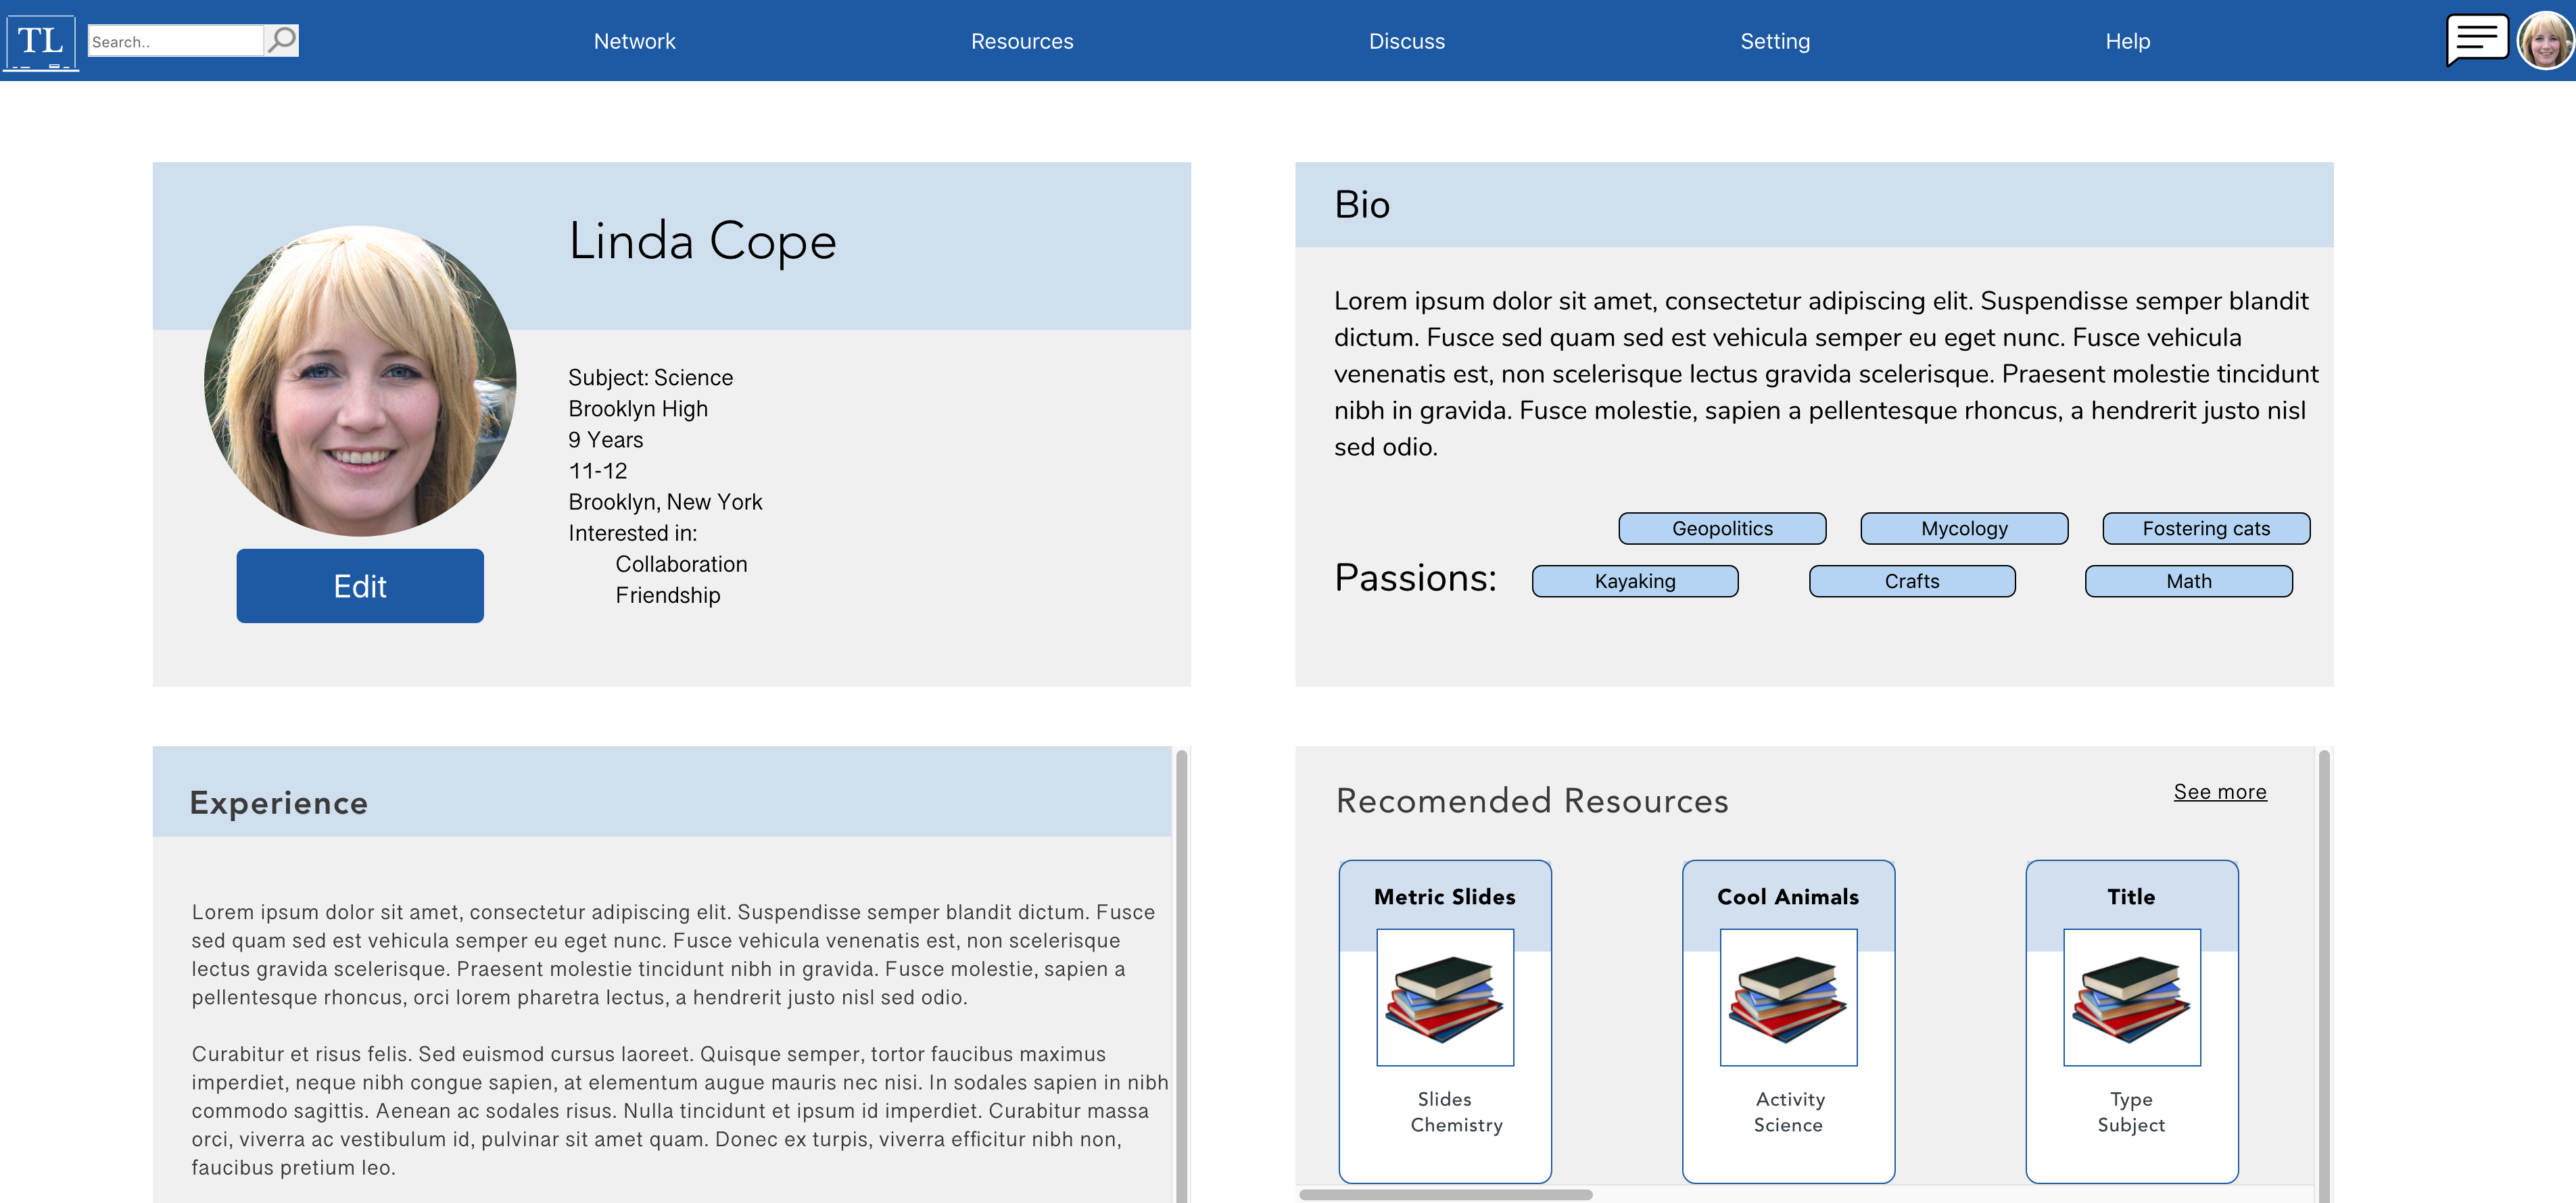 TL
Search..
Network
Resources
Discuss
Setting
Help
Linda Cope
Subject: Science
Brooklyn High
9 Years
11-12
Brooklyn, New York
Interested in:
Collaboration
Friendship
Edit
Bio
Lorem ipsum dolor sit amet, consectetur adipiscing elit. Suspendisse semper blandit
dictum. Fusce sed quam sed est vehicula semper eu eget nunc. Fusce vehicula
venenatis est, non scelerisque lectus gravida scelerisque. Praesent molestie tincidunt
nibh in gravida. Fusce molestie, sapien a pellentesque rhoncus, a hendrerit justo nisl
sed odio.
Passions:
Geopolitics
Mycology
Fostering cats
Kayaking
Crafts
Math
Experience
Lorem ipsum dolor sit amet, consectetur adipiscing elit. Suspendisse semper blandit dictum. Fusce
sed quam sed est vehicula semper eu eget nunc. Fusce vehicula venenatis est, non scelerisque
lectus gravida scelerisque. Praesent molestie tincidunt nibh in gravida. Fusce molestie, sapien a
pellentesque rhoncus, orci lorem pharetra lectus, a hendrerit justo nisl sed odio.
Curabitur et risus felis. Sed euismod cursus laoreet. Quisque semper, tortor faucibus maximus
imperdiet, neque nibh congue sapien, at elementum augue mauris nec nisi. In sodales sapien in nibh
commodo sagittis. Aenean ac sodales risus. Nulla tincidunt et ipsum id imperdiet. Curabitur massa
orci, viverra ac vestibulum id, pulvinar sit amet quam. Donec ex turpis, viverra efficitur nibh non,
faucibus pretium leo.
Recomended Resources
See more
Metric Slides
Slides
Chemistry
Cool Animals
Activity
Science
Title
Type
Subject